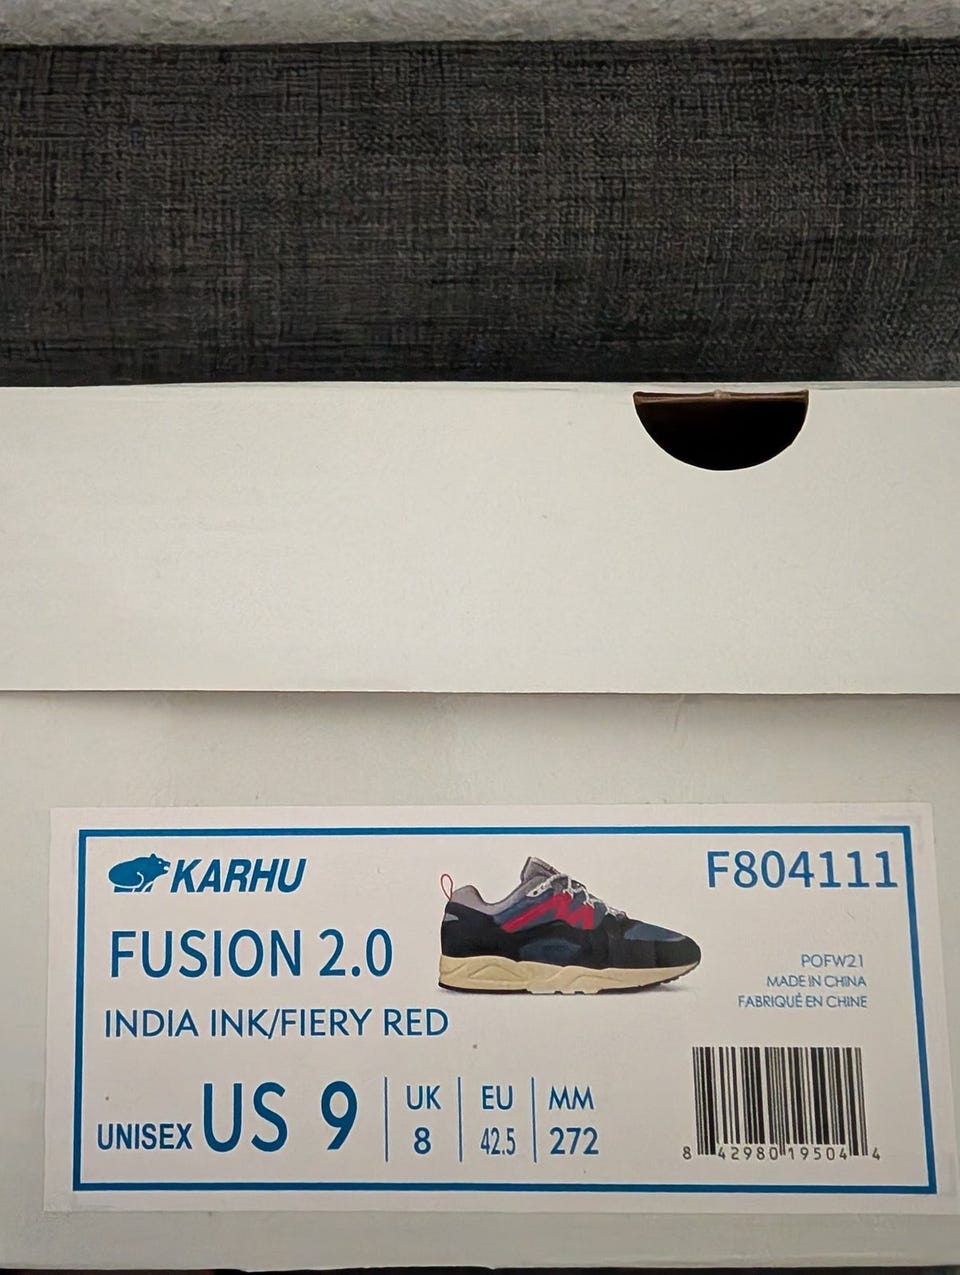 KARHU
F804111
FUSION 2.0
INDIA INK/FIERY RED
POFW21
MADE IN CHINA
FABRIQUÉ EN CHINE
UNISEX US 9
UK
8
EU
42.5
MM
272
8 42980 19504 4